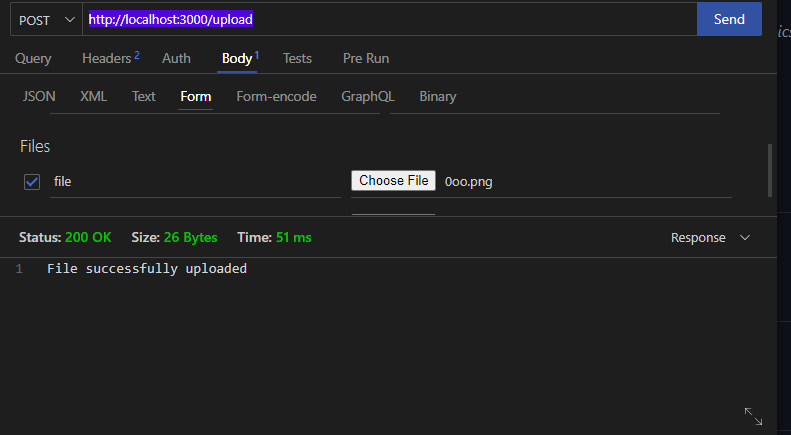 POST http://localhost:3000/upload Send
Query Headers 2 Auth Body 1 Tests Pre Run
JSON XML Text Form Form-encode GraphQL Binary
Files
file Choose File 0oo.png
Status: 200 OK Size: 26 Bytes Time: 51 ms Response
1 File successfully uploaded